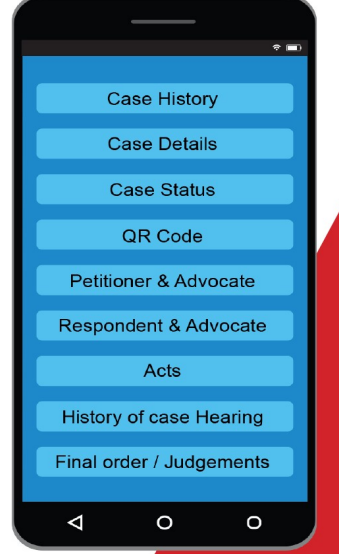 Case History
Case Details
Case Status
QR Code
Petitioner & Advocate
Respondent & Advocate
Acts
History of case Hearing
Final order / Judgements